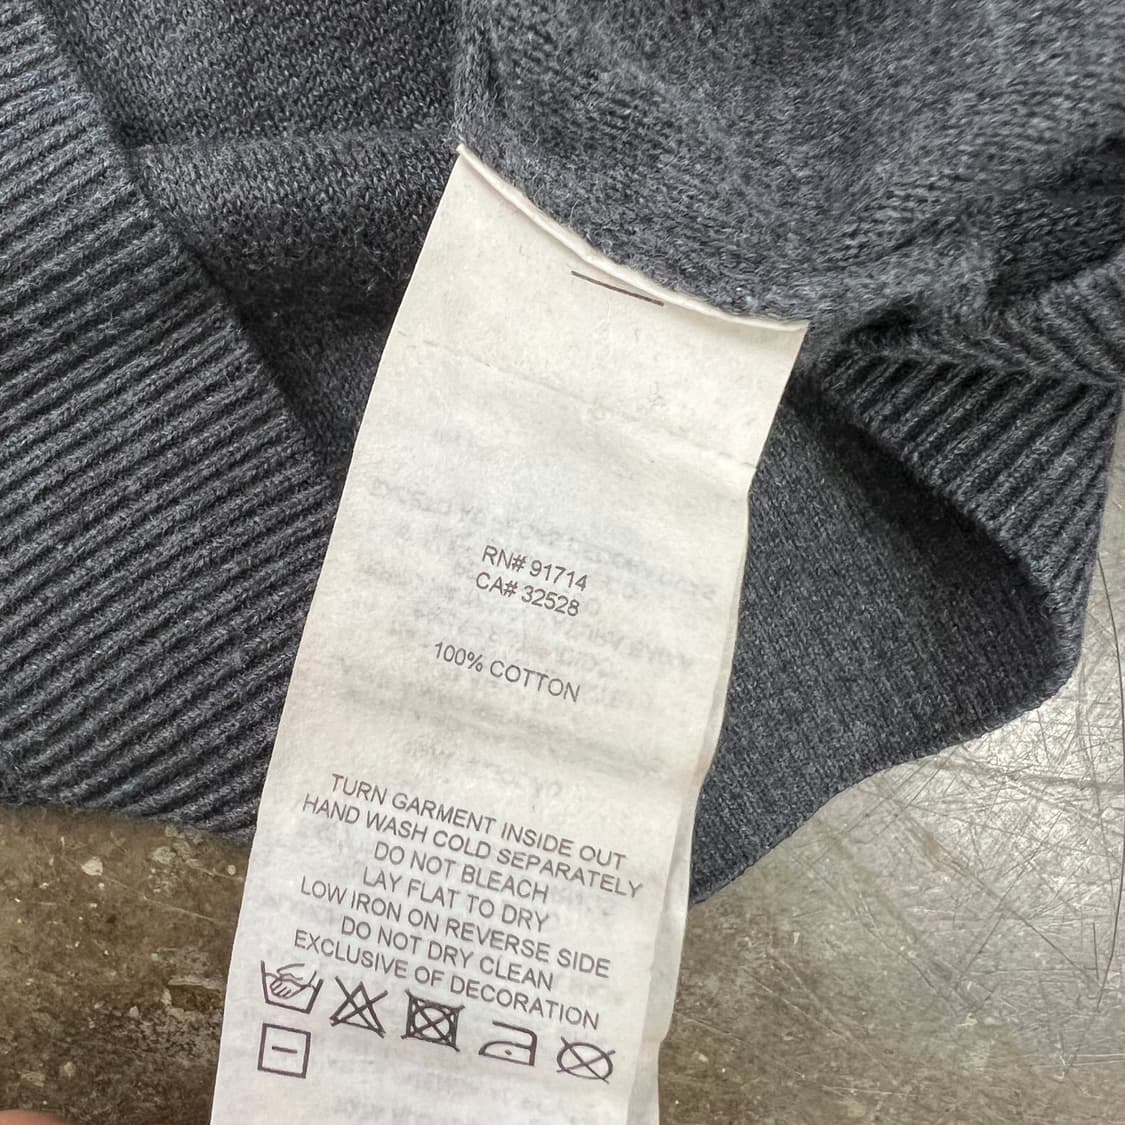 RN# 91714
CA# 32528
100% COTTON
TURN GARMENT INSIDE OUT
HAND WASH COLD SEPARATELY
DO NOT BLEACH
LAY FLAT TO DRY
LOW IRON ON REVERSE SIDE
DO NOT DRY CLEAN
EXCLUSIVE OF DECORATION